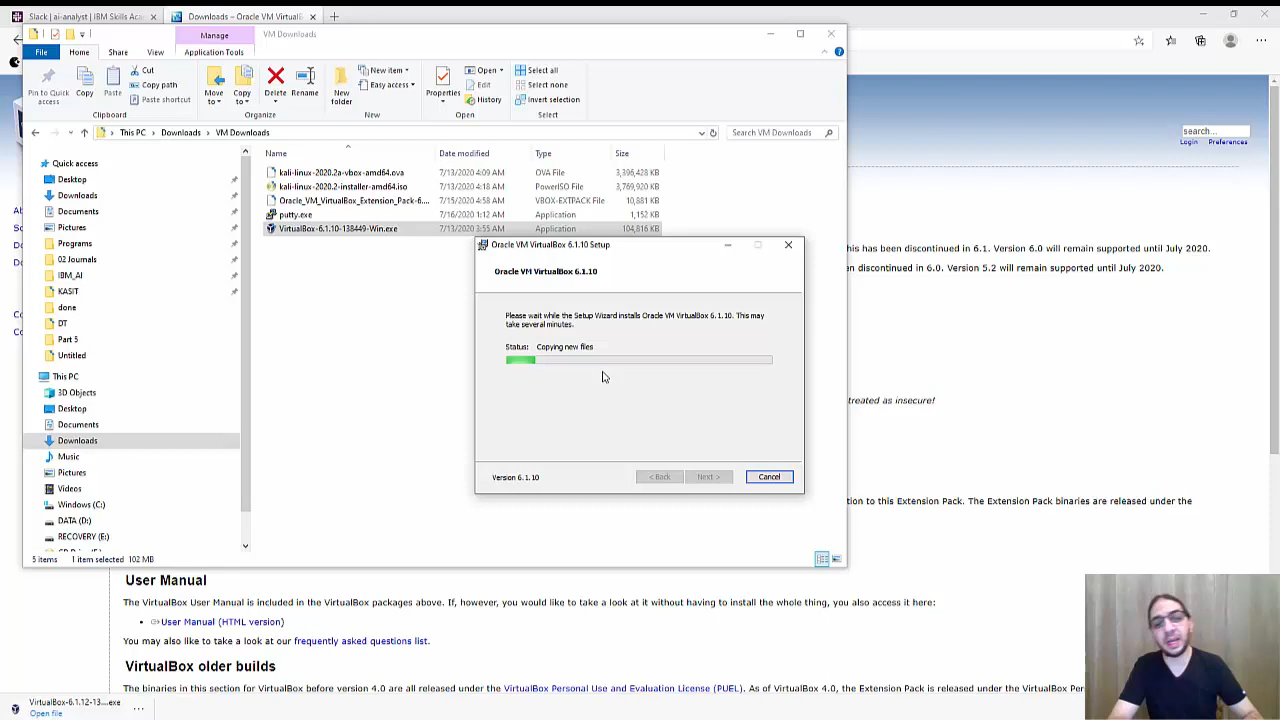 Slack | ai-analyst | IBM Skills Aca
Downloads – Oracle VM VirtualB
VM Downloads
Manage
File
Home
Share
View
Application Tools
Pin to Quick access
Copy
Paste
Cut
Copy path
Paste shortcut
Clipboard
Move to
Copy to
Delete
Rename
Organize
New folder
New item
Easy access
New
Properties
Open
Edit
History
Open
Select all
Select none
Invert selection
Select
This PC > Downloads > VM Downloads
Search VM Downloads
search...
Login Preferences
Name Date modified Type Size
kali-linux-2020.2a-vbox-amd64.ova 7/13/2020 4:09 AM OVA File 3,396,428 KB
kali-linux-2020.2-installer-amd64.iso 7/13/2020 4:18 AM PowerISO File 3,769,920 KB
Oracle_VM_VirtualBox_Extension_Pack-6.... 7/15/2020 4:58 AM VBOX-EXTPACK File 10,881 KB
putty.exe 7/16/2020 1:12 AM Application 1,152 KB
VirtualBox-6.1.10-138449-Win.exe 7/13/2020 3:55 AM Application 104,816 KB
Quick access
Desktop
Downloads
Documents
Pictures
Programs
02 Journals
IBM_AI
KASIT
done
DT
Part 5
Untitled
This PC
3D Objects
Desktop
Documents
Downloads
Music
Pictures
Videos
Windows (C:)
DATA (D:)
RECOVERY (E:)
5 items 1 item selected 102 MB
Oracle VM VirtualBox 6.1.10 Setup
Oracle VM VirtualBox 6.1.10
Please wait while the Setup Wizard installs Oracle VM VirtualBox 6.1.10. This may
take several minutes.
Status: Copying new files
Version 6.1.10
< Back
Next >
Cancel
this has been discontinued in 6.1. Version 6.0 will remain supported until July 2020.
en discontinued in 6.0. Version 5.2 will remain supported until July 2020.
treated as insecure!
tion to this Extension Pack. The Extension Pack binaries are released under the
User Manual
The VirtualBox User Manual is included in the VirtualBox packages above. If, however, you would like to take a look at it without having to install the whole thing, you also access it here:
User Manual (HTML version)
You may also like to take a look at our frequently asked questions list.
VirtualBox older builds
The binaries in this section for VirtualBox before version 4.0 are all released under the VirtualBox Personal Use and Evaluation License (PUEL). As of VirtualBox 4.0, the Extension Pack is released under the VirtualBox Per
VirtualBox-6.1.12-13....exe
Open file